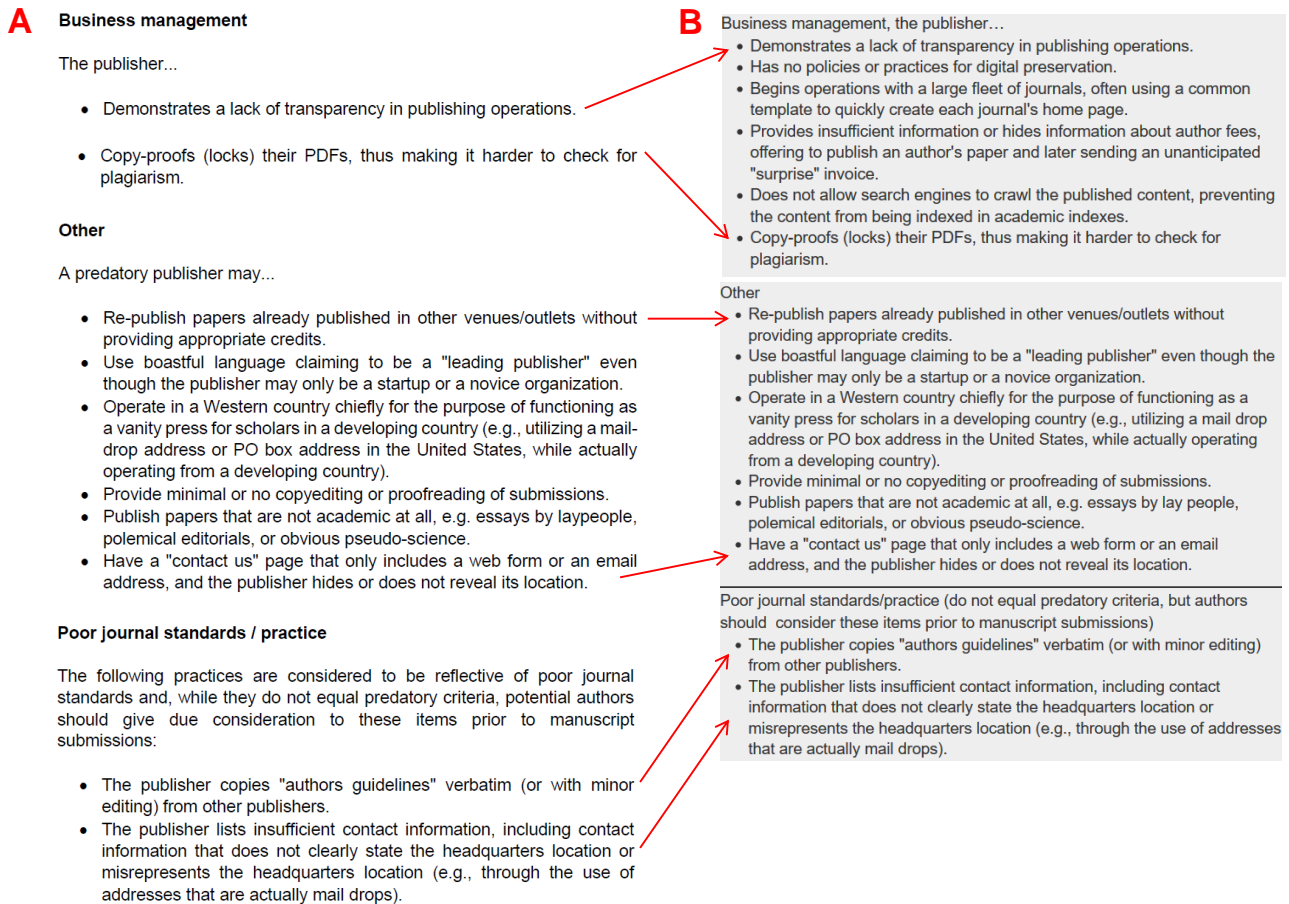 A
Business management
The publisher...
• Demonstrates a lack of transparency in publishing operations.
• Copy-proofs (locks) their PDFs, thus making it harder to check for
plagiarism.
Other
A predatory publisher may...
• Re-publish papers already published in other venues/outlets without
providing appropriate credits.
• Use boastful language claiming to be a "leading publisher" even
though the publisher may only be a startup or a novice organization.
• Operate in a Western country chiefly for the purpose of functioning as
a vanity press for scholars in a developing country (e.g., utilizing a mail-
drop address or PO box address in the United States, while actually
operating from a developing country).
• Provide minimal or no copyediting or proofreading of submissions.
• Publish papers that are not academic at all, e.g. essays by laypeople,
polemical editorials, or obvious pseudo-science.
• Have a "contact us" page that only includes a web form or an email
address, and the publisher hides or does not reveal its location.
Poor journal standards / practice
The following practices are considered to be reflective of poor journal
standards and, while they do not equal predatory criteria, potential authors
should give due consideration to these items prior to manuscript
submissions:
• The publisher copies "authors guidelines" verbatim (or with minor
editing) from other publishers.
• The publisher lists insufficient contact information, including contact
information that does not clearly state the headquarters location or
misrepresents the headquarters location (e.g., through the use of
addresses that are actually mail drops).
B
Business management, the publisher…
• Demonstrates a lack of transparency in publishing operations.
• Has no policies or practices for digital preservation.
• Begins operations with a large fleet of journals, often using a common
template to quickly create each journal's home page.
• Provides insufficient information or hides information about author fees,
offering to publish an author's paper and later sending an unanticipated
"surprise" invoice.
• Does not allow search engines to crawl the published content, preventing
the content from being indexed in academic indexes.
• Copy-proofs (locks) their PDFs, thus making it harder to check for
plagiarism.
Other
• Re-publish papers already published in other venues/outlets without
providing appropriate credits.
• Use boastful language claiming to be a "leading publisher" even though the
publisher may only be a startup or a novice organization.
• Operate in a Western country chiefly for the purpose of functioning as a
vanity press for scholars in a developing country (e.g., utilizing a mail drop
address or PO box address in the United States, while actually operating
from a developing country).
• Provide minimal or no copyediting or proofreading of submissions.
• Publish papers that are not academic at all, e.g. essays by lay people,
polemical editorials, or obvious pseudo-science.
• Have a "contact us" page that only includes a web form or an email
address, and the publisher hides or does not reveal its location.
Poor journal standards/practice (do not equal predatory criteria, but authors
should consider these items prior to manuscript submissions)
• The publisher copies "authors guidelines" verbatim (or with minor editing)
from other publishers.
• The publisher lists insufficient contact information, including contact
information that does not clearly state the headquarters location or
misrepresents the headquarters location (e.g., through the use of addresses
that are actually mail drops).